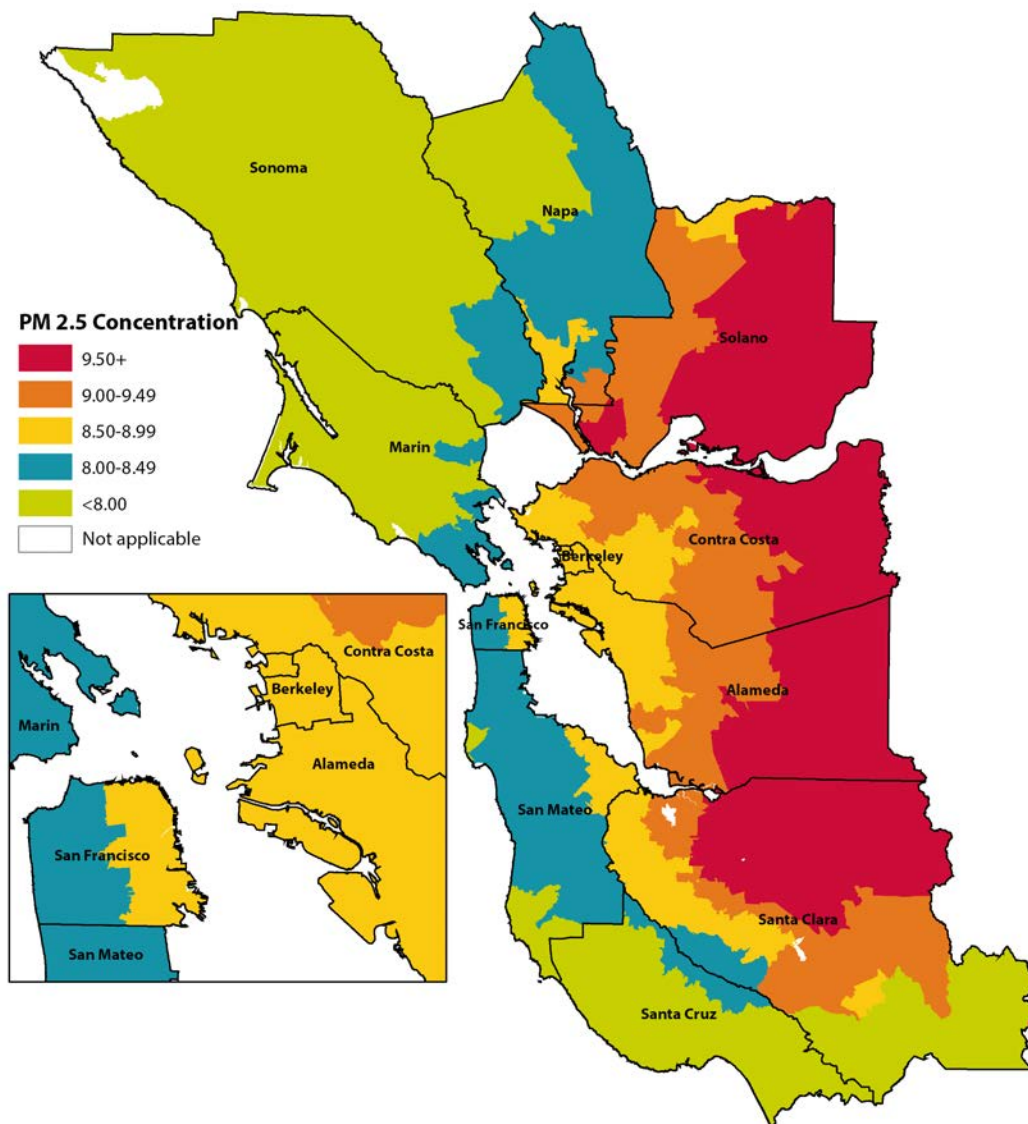 Sonoma
Napa
PM 2.5 Concentration
9.50+
9.00-9.49
8.50-8.99
8.00-8.49
<8.00
Not applicable
Solano
Marin
Contra Costa
Berkeley
San Francisco
Alameda
San Mateo
Santa Clara
Santa Cruz
Contra Costa
Berkeley
Marin
Alameda
San Francisco
San Mateo